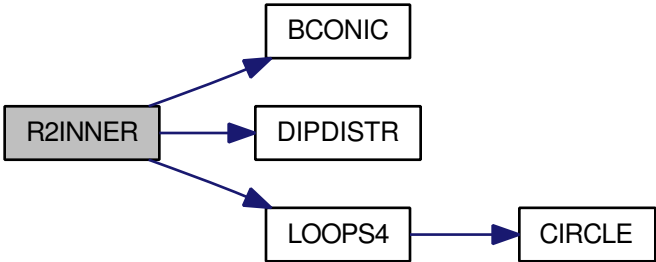 BCONIC
R2INNER
DIPDISTR
LOOPS4
CIRCLE